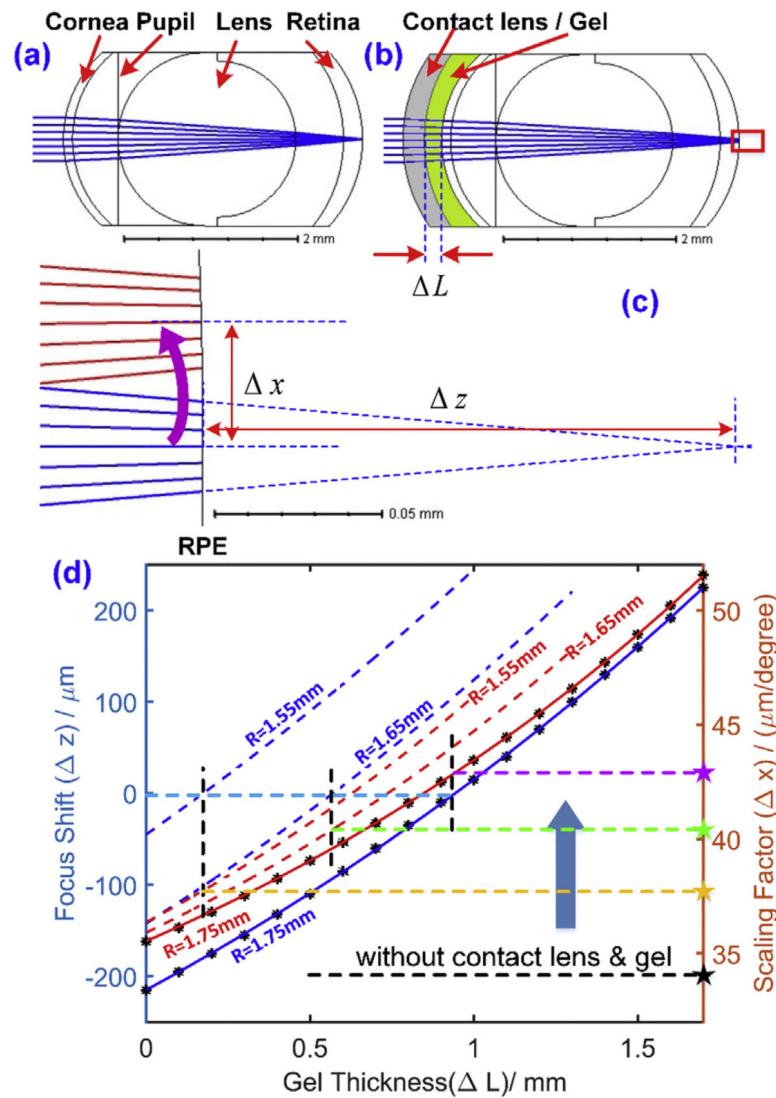 Cornea Pupil Lens Retina
Contact lens / Gel
(a)
(b)
2 mm
2 mm
ΔL
(c)
Δx
Δz
0.05 mm
RPE
(d)
Focus Shift (Δz) / μm
200
100
0
-100
-200
R=1.55mm
R=1.65mm
R=1.55mm
R=1.65mm
R=1.75mm
R=1.75mm
without contact lens & gel
50
45
40
35
Scaling Factor (Δx) / (μm/degree)
0
0.5
1
1.5
Gel Thickness(ΔL)/ mm